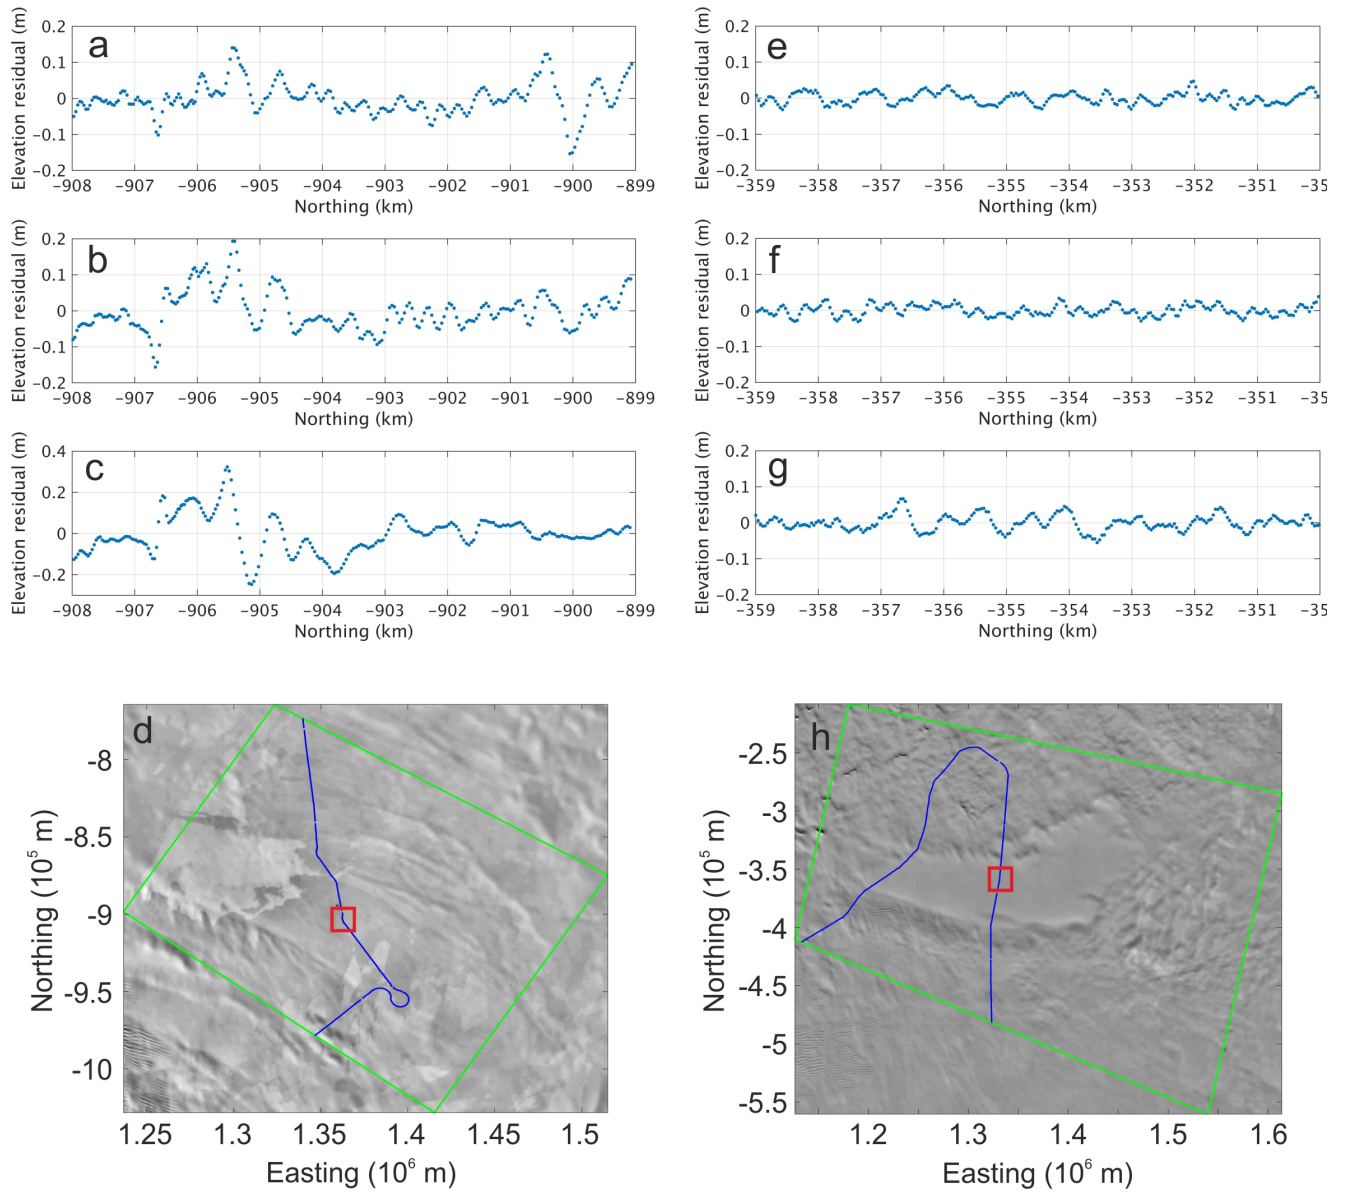 a
Elevation residual (m)
0.2
0.1
0
−0.1
−0.2
−908 −907 −906 −905 −904 −903 −902 −901 −900 −899
Northing (km)
e
Elevation residual (m)
0.2
0.1
0
−0.1
−0.2
−359 −358 −357 −356 −355 −354 −353 −352 −351 −35
Northing (km)
b
Elevation residual (m)
0.2
0.1
0
−0.1
−0.2
−908 −907 −906 −905 −904 −903 −902 −901 −900 −899
Northing (km)
f
Elevation residual (m)
0.2
0.1
0
−0.1
−0.2
−359 −358 −357 −356 −355 −354 −353 −352 −351 −35
Northing (km)
c
Elevation residual (m)
0.4
0.2
0
−0.2
−908 −907 −906 −905 −904 −903 −902 −901 −900 −899
Northing (km)
g
Elevation residual (m)
0.2
0.1
0
−0.1
−0.2
−359 −358 −357 −356 −355 −354 −353 −352 −351 −35
Northing (km)
d
Northing (10⁵ m)
-8
-8.5
-9
-9.5
-10
1.25 1.3 1.35 1.4 1.45 1.5
Easting (10⁶ m)
h
Northing (10⁵ m)
-2.5
-3
-3.5
-4
-4.5
-5
-5.5
1.2 1.3 1.4 1.5 1.6
Easting (10⁶ m)